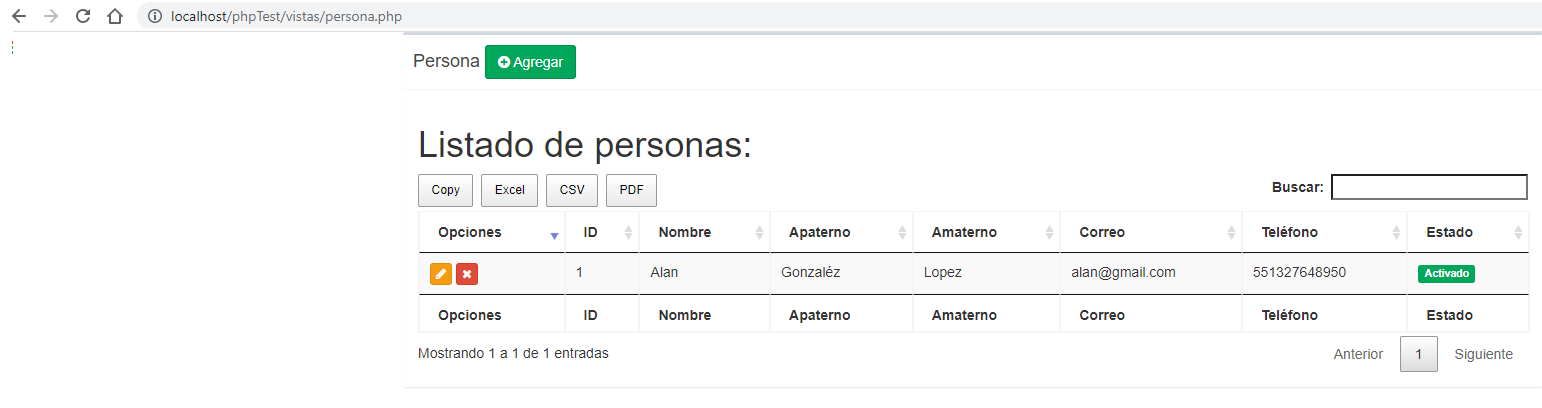 localhost/phpTest/vistas/persona.php
Persona Agregar
Listado de personas:
Copy Excel CSV PDF Buscar:
Opciones ID Nombre Apaterno Amaterno Correo Teléfono Estado
1 Alan Gonzaléz Lopez alan@gmail.com 551327648950 Activado
Opciones ID Nombre Apaterno Amaterno Correo Teléfono Estado
Mostrando 1 a 1 de 1 entradas Anterior 1 Siguiente